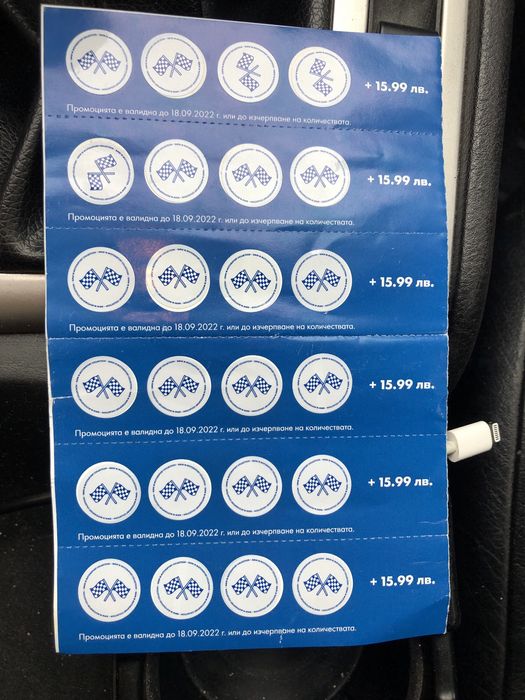 + 15.99 лв.
Промоцията е валидна до 18.09.2022 г. или до изчерпване на количествата.
+ 15.99 лв.
Промоцията е валидна до 18.09.2022 г. или до изчерпване на количествата.
+ 15.99 лв.
Промоцията е валидна до 18.09.2022 г. или до изчерпване на количествата.
+ 15.99 лв.
Промоцията е валидна до 18.09.2022 г. или до изчерпване на количествата.
+ 15.99 лв.
Промоцията е валидна до 18.09.2022 г. или до изчерпване на количествата.
+ 15.99 лв.
Промоцията е валидна до 18.09.2022 г. или до изчерпване на количествата.